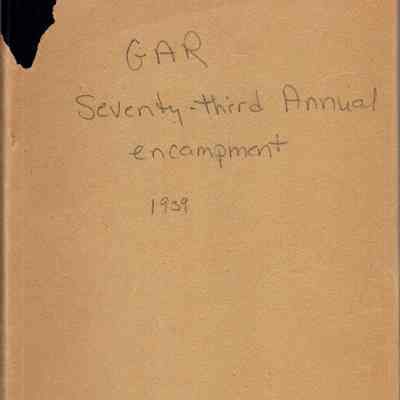 GAR
Seventy-third Annual
encampment
1939